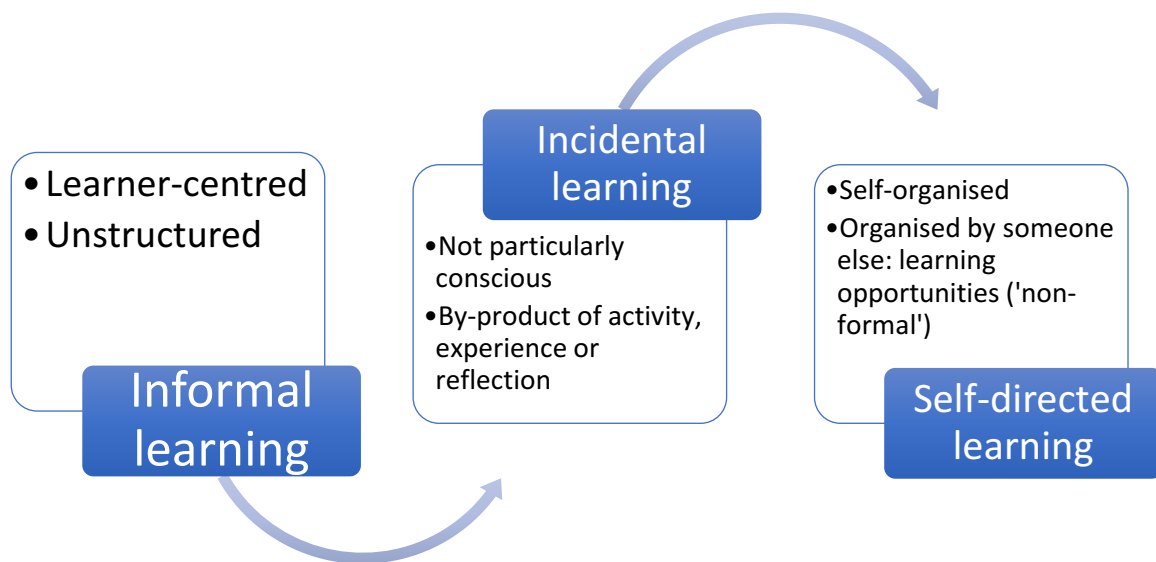 • Learner-centred
• Unstructured
Informal
learning
Incidental
learning
•Not particularly
conscious
•By-product of activity,
experience or
reflection
•Self-organised
•Organised by someone
else: learning
opportunities ('non-
formal')
Self-directed
learning